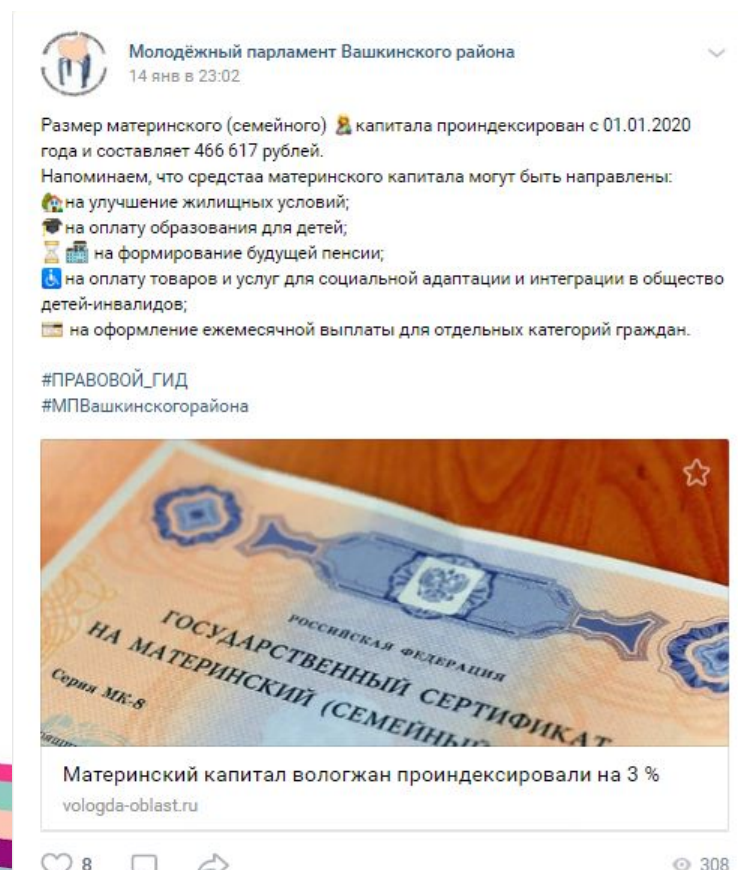 Молодёжный парламент Вашкинского района
14 янв в 23:02
Размер материнского (семейного) капитала проиндексирован с 01.01.2020
года и составляет 466 617 рублей.
Напоминаем, что средстаа материнского капитала могут быть направлены:
на улучшение жилищных условий;
на оплату образования для детей;
на формирование будущей пенсии;
на оплату товаров и услуг для социальной адаптации и интеграции в общество
детей-инвалидов;
на оформление ежемесячной выплаты для отдельных категорий граждан.
#ПРАВОВОЙ_ГИД
#МПВашкинскогорайона
РОССИЙСКАЯ ФЕДЕРАЦИЯ
ГОСУДАРСТВЕННЫЙ СЕРТИФИКАТ
НА МАТЕРИНСКИЙ (СЕМЕЙНЫЙ
Серия МК-8
Материнский капитал вологжан проиндексировали на 3 %
vologda-oblast.ru
8
308